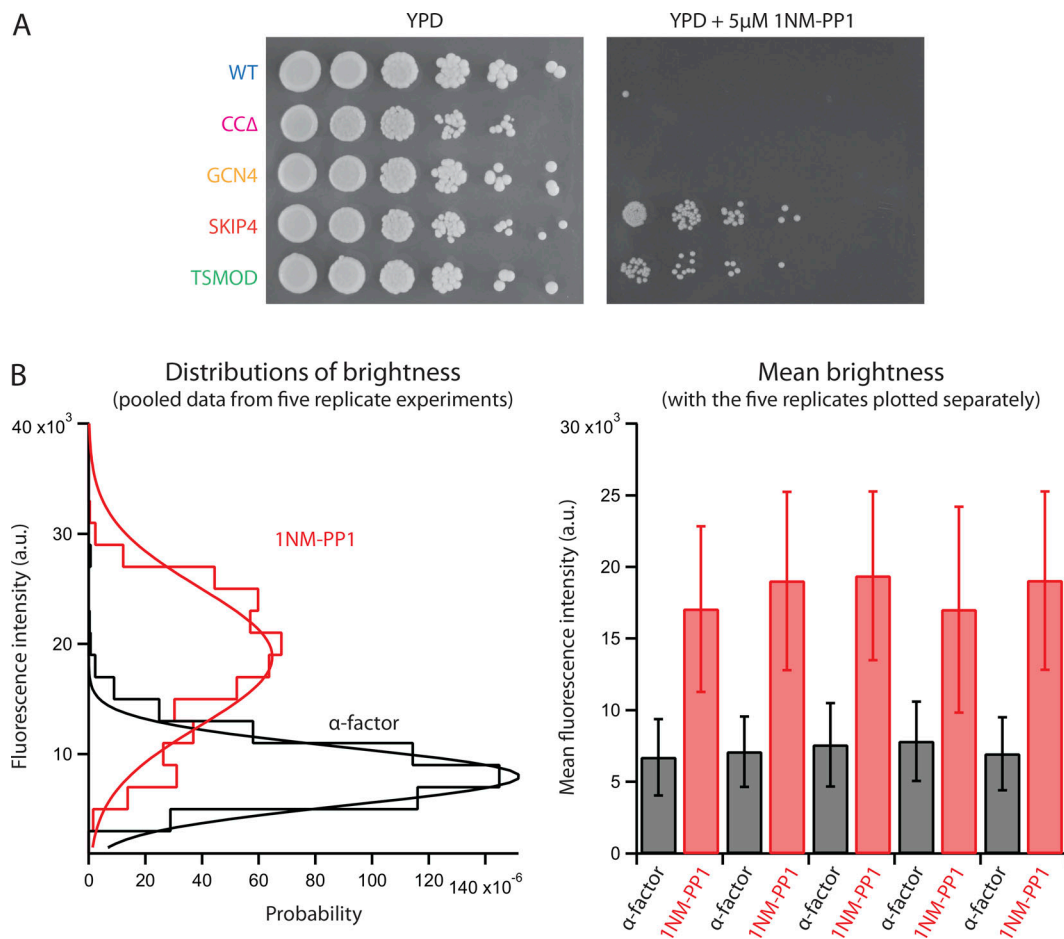 A
YPD
YPD + 5μM 1NM-PP1
WT
CCΔ
GCN4
SKIP4
TSMOD
B
Distributions of brightness
(pooled data from five replicate experiments)
40 x10³
30
20
10
Fluorescence intensity (a.u.)
1NM-PP1
α-factor
0
20
40
60
80
100
120
140 x10⁻⁶
Probability
Mean brightness
(with the five replicates plotted separately)
30 x10³
25
20
15
10
5
0
Mean fluorescence intensity (a.u.)
α-factor
1NM-PP1
α-factor
1NM-PP1
α-factor
1NM-PP1
α-factor
1NM-PP1
α-factor
1NM-PP1